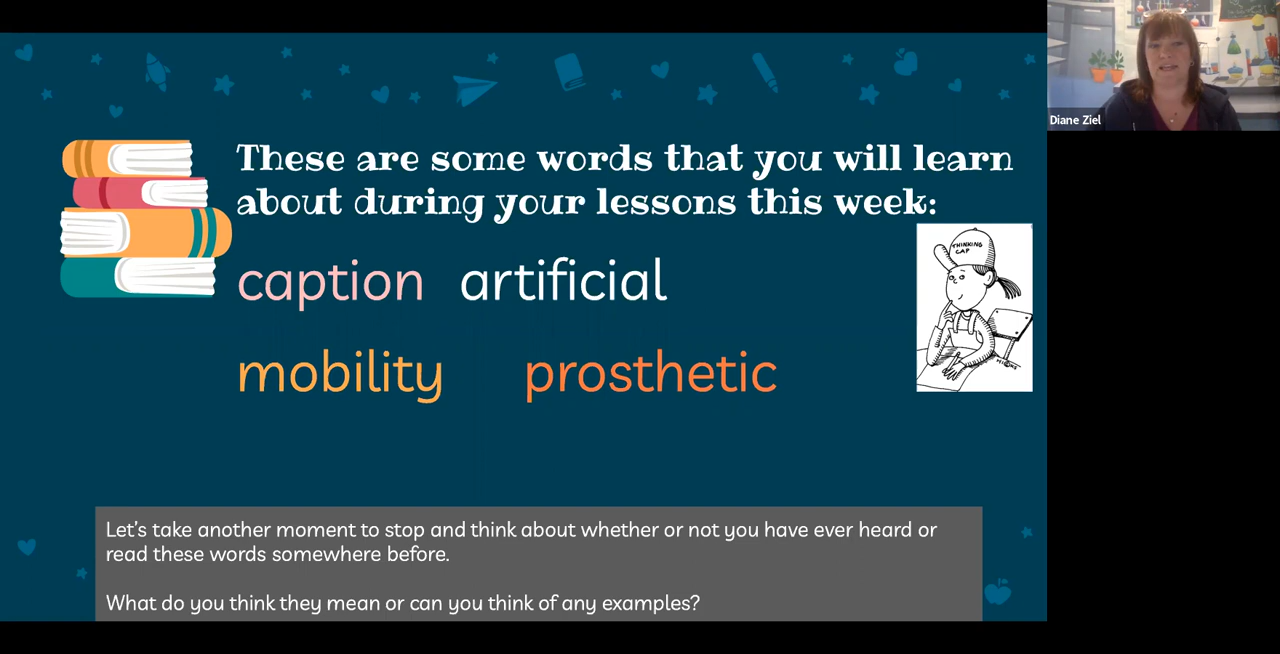 These are some words that you will learn
about during your lessons this week:
caption artificial
mobility prosthetic
THINKING
CAP
Let's take another moment to stop and think about whether or not you have ever heard or
read these words somewhere before.
What do you think they mean or can you think of any examples?
Diane Ziel